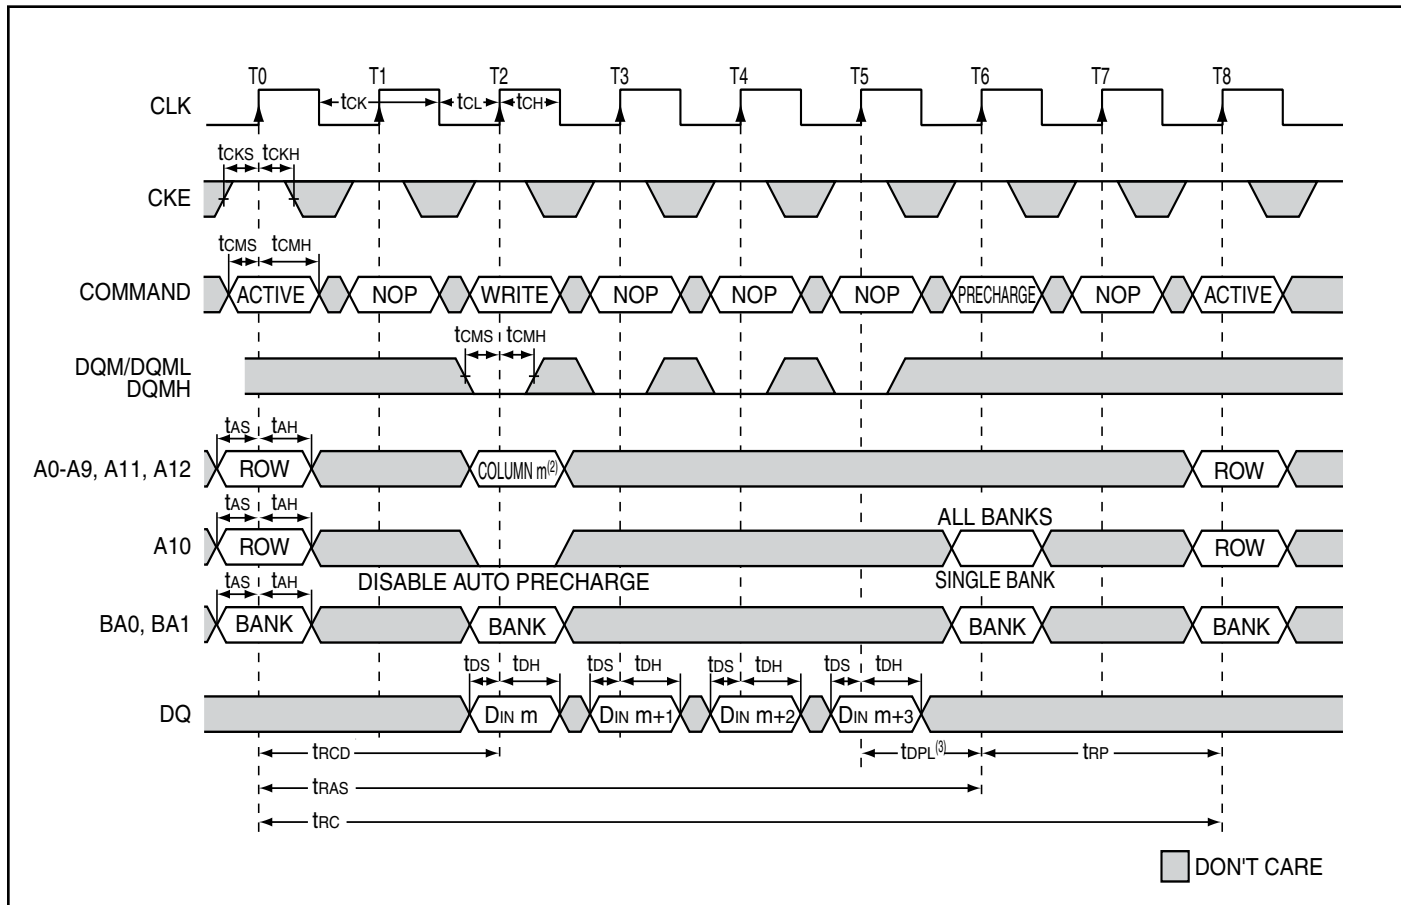 T0 T1 T2 T3 T4 T5 T6 T7 T8
CLK tCK tCL tCH
tCKS tCKH
CKE
tCMS tCMH
COMMAND ACTIVE NOP WRITE NOP NOP NOP PRECHARGE NOP ACTIVE
tCMS tCMH
DQM/DQML
DQMH
tAS tAH
A0-A9, A11, A12 ROW COLUMN m(2) ROW
tAS tAH
ALL BANKS
A10 ROW ROW
DISABLE AUTO PRECHARGE SINGLE BANK
tAS tAH
BA0, BA1 BANK BANK BANK BANK
tDS tDH tDS tDH tDS tDH tDS tDH
DQ DIN m DIN m+1 DIN m+2 DIN m+3
tRCD tDPL(3) tRP
tRAS
tRC
DON'T CARE